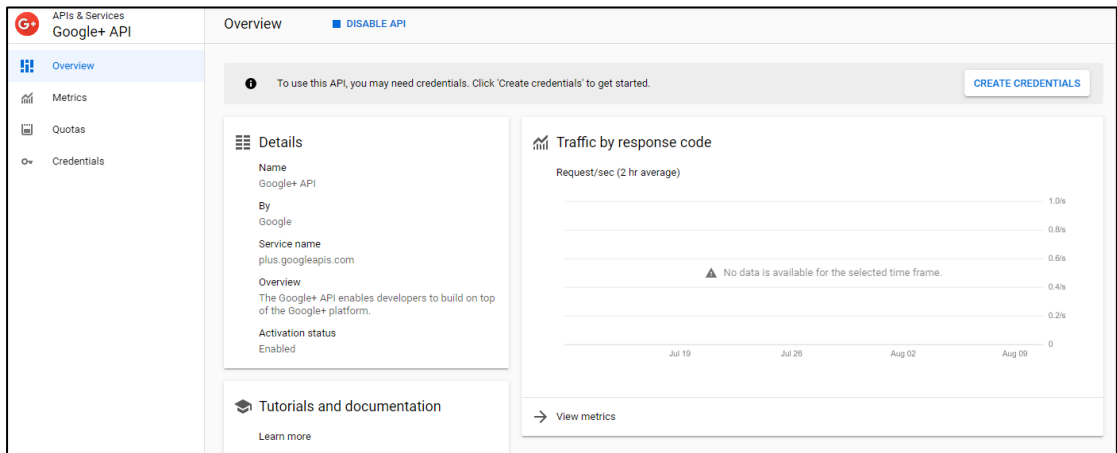 G+
APIs & Services
Google+ API
Overview
Metrics
Quotas
Credentials
Overview
DISABLE API
To use this API, you may need credentials. Click 'Create credentials' to get started.
CREATE CREDENTIALS
Details
Name
Google+ API
By
Google
Service name
plus.googleapis.com
Overview
The Google+ API enables developers to build on top
of the Google+ platform.
Activation status
Enabled
Tutorials and documentation
Learn more
Traffic by response code
Request/sec (2 hr average)
1.0/s
0.8/s
0.6/s
No data is available for the selected time frame.
0.4/s
0.2/s
0
Jul 19 Jul 26 Aug 02 Aug 09
View metrics